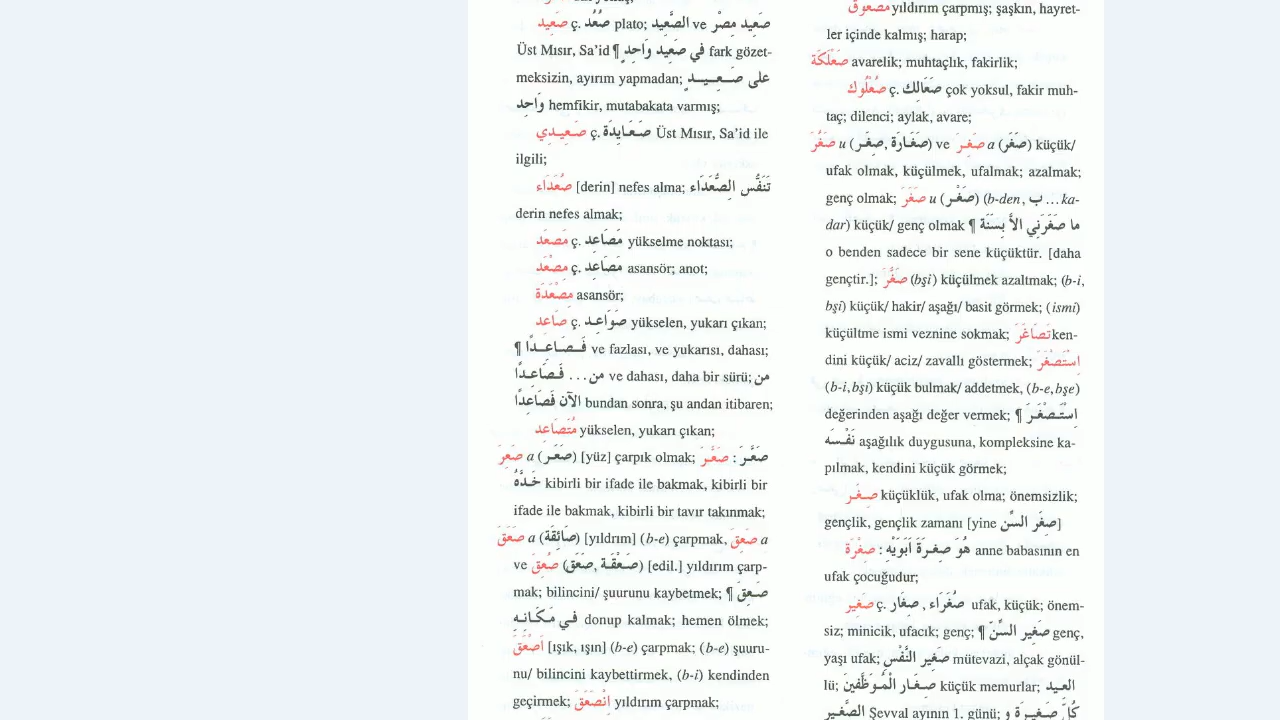 صَعِيد ç. صُعُد plato; الصَّعِيد ve صَعِيد مِصْر
Üst Mısır, Sa’id ¶ في صَعِيد وَاحِدٍ fark gözet-
meksizin, ayırım yapmadan; على صَعِيدٍ
وَاحِد hemfikir, mutabakata varmış;
صَعِيدِي ç. صَعَايِدَة Üst Mısır, Sa’id ile
ilgili;
صُعَدَاء [derin] nefes alma; تَنَفَّس الصُّعَدَاء
derin nefes almak;
مَصْعَد ç. مَصَاعِد yükselme noktası;
مِصْعَد ç. مَصَاعِد asansör; anot;
مِصْعَدَة asansör;
صَاعِد ç. صَوَاعِد yükselen, yukarı çıkan;
¶ فَصَاعِدًا ve fazlası, ve yukarısı, dahası;
من ... فَصَاعِدًا ve dahası, daha bir sürü; من
الآن فَصَاعِدًا bundan sonra, şu andan itibaren;
مُتَصَاعِد yükselen, yukarı çıkan;
صَعِرَ a (صَعَر) [yüz] çarpık olmak; صَعَّرَ : صَعَّرَ
خَدَّهُ kibirli bir ifade ile bakmak, kibirli bir
ifade ile bakmak, kibirli bir tavır takınmak;
صَعَقَ a (صَائِقَة) [yıldırım] (b-e) çarpmak, صَعِقَ a
ve صُعِقَ (صَعَق, صَعْقَة) [edil.] yıldırım çarp-
mak; bilincini/ şuurunu kaybetmek; ¶ صَعِقَ
في مَكَانِه donup kalmak; hemen ölmek;
أَصْعَقَ [ışık, ışın] (b-e) çarpmak; (b-e) şuuru-
nu/ bilincini kaybettirmek, (b-i) kendinden
geçirmek; اِنْصَعَقَ yıldırım çarpmak;
مَصْعُوق yıldırım çarpmış; şaşkın, hayret-
ler içinde kalmış; harap;
صَعْلَكَة avarelik; muhtaçlık, fakirlik;
صُعْلُوك ç. صَعَالِك çok yoksul, fakir muh-
taç; dilenci; aylak, avare;
صَغُرَ u (صَغَارَة, صِغَر) ve صَغِرَ a (صَغَر) küçük/
ufak olmak, küçülmek, ufalmak; azalmak;
genç olmak; صَغَرَ u (صَغْر) (b-den, ب ...ka-
dar) küçük/ genç olmak ¶ ما صَغَرَنِي الاَّ بِسَنَة
o benden sadece bir sene küçüktür. [daha
gençtir.]; صَغَّرَ (bşi) küçülmek azaltmak; (b-i,
bşi) küçük/ hakir/ aşağı/ basit görmek; (ismi)
küçültme ismi veznine sokmak; تَصَاغَرَ ken-
dini küçük/ aciz/ zavallı göstermek; اِسْتَصْغَرَ
(b-i, bşi) küçük bulmak/ addetmek, (b-e, bşe)
değerinden aşağı değer vermek; ¶ اِسْتَصْغَرَ
نَفْسَه aşağılık duygusuna, kompleksine ka-
pılmak, kendini küçük görmek;
صِغَر küçüklük, ufak olma; önemsizlik;
gençlik, gençlik zamanı [yine صِغَر السِّن]
صِغْرَة : هُوَ صِغْرَة أَبَوَيْه anne babasının en
ufak çocuğudur;
صَغِير ç. صُغَرَاء , صِغَار ufak, küçük; önem-
siz; minicik, ufacık; genç; ¶ صَغِير السِّنّ genç,
yaşı ufak; صَغِير النَّفْس mütevazi, alçak gönül-
lü; صِغَار الْمُوَظَّفِين küçük memurlar; العِيد
الصَّغِير Şevval ayının 1. günü; كُلّ صَغِيرَة و